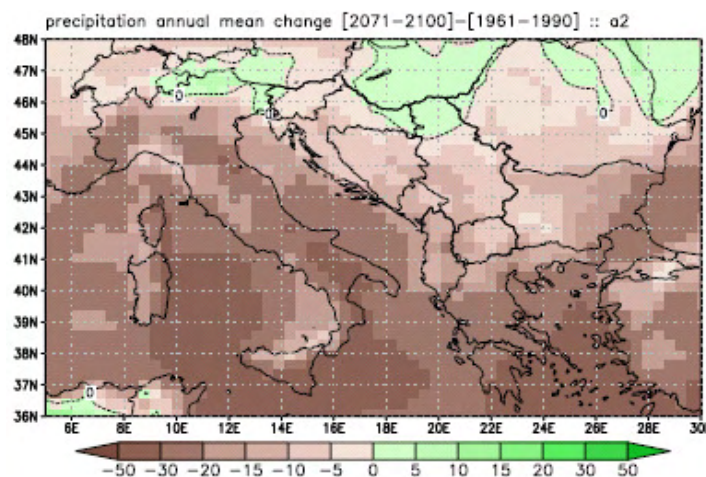 precipitation annual mean change [2071-2100]-[1961-1990] :: a2
48N
47N
46N
45N
44N
43N
42N
41N
40N
39N
38N
37N
36N
0
0
0
0
6E 8E 10E 12E 14E 16E 18E 20E 22E 24E 26E 28E 30E
-50 -30 -20 -15 -10 -5 0 5 10 15 20 30 50